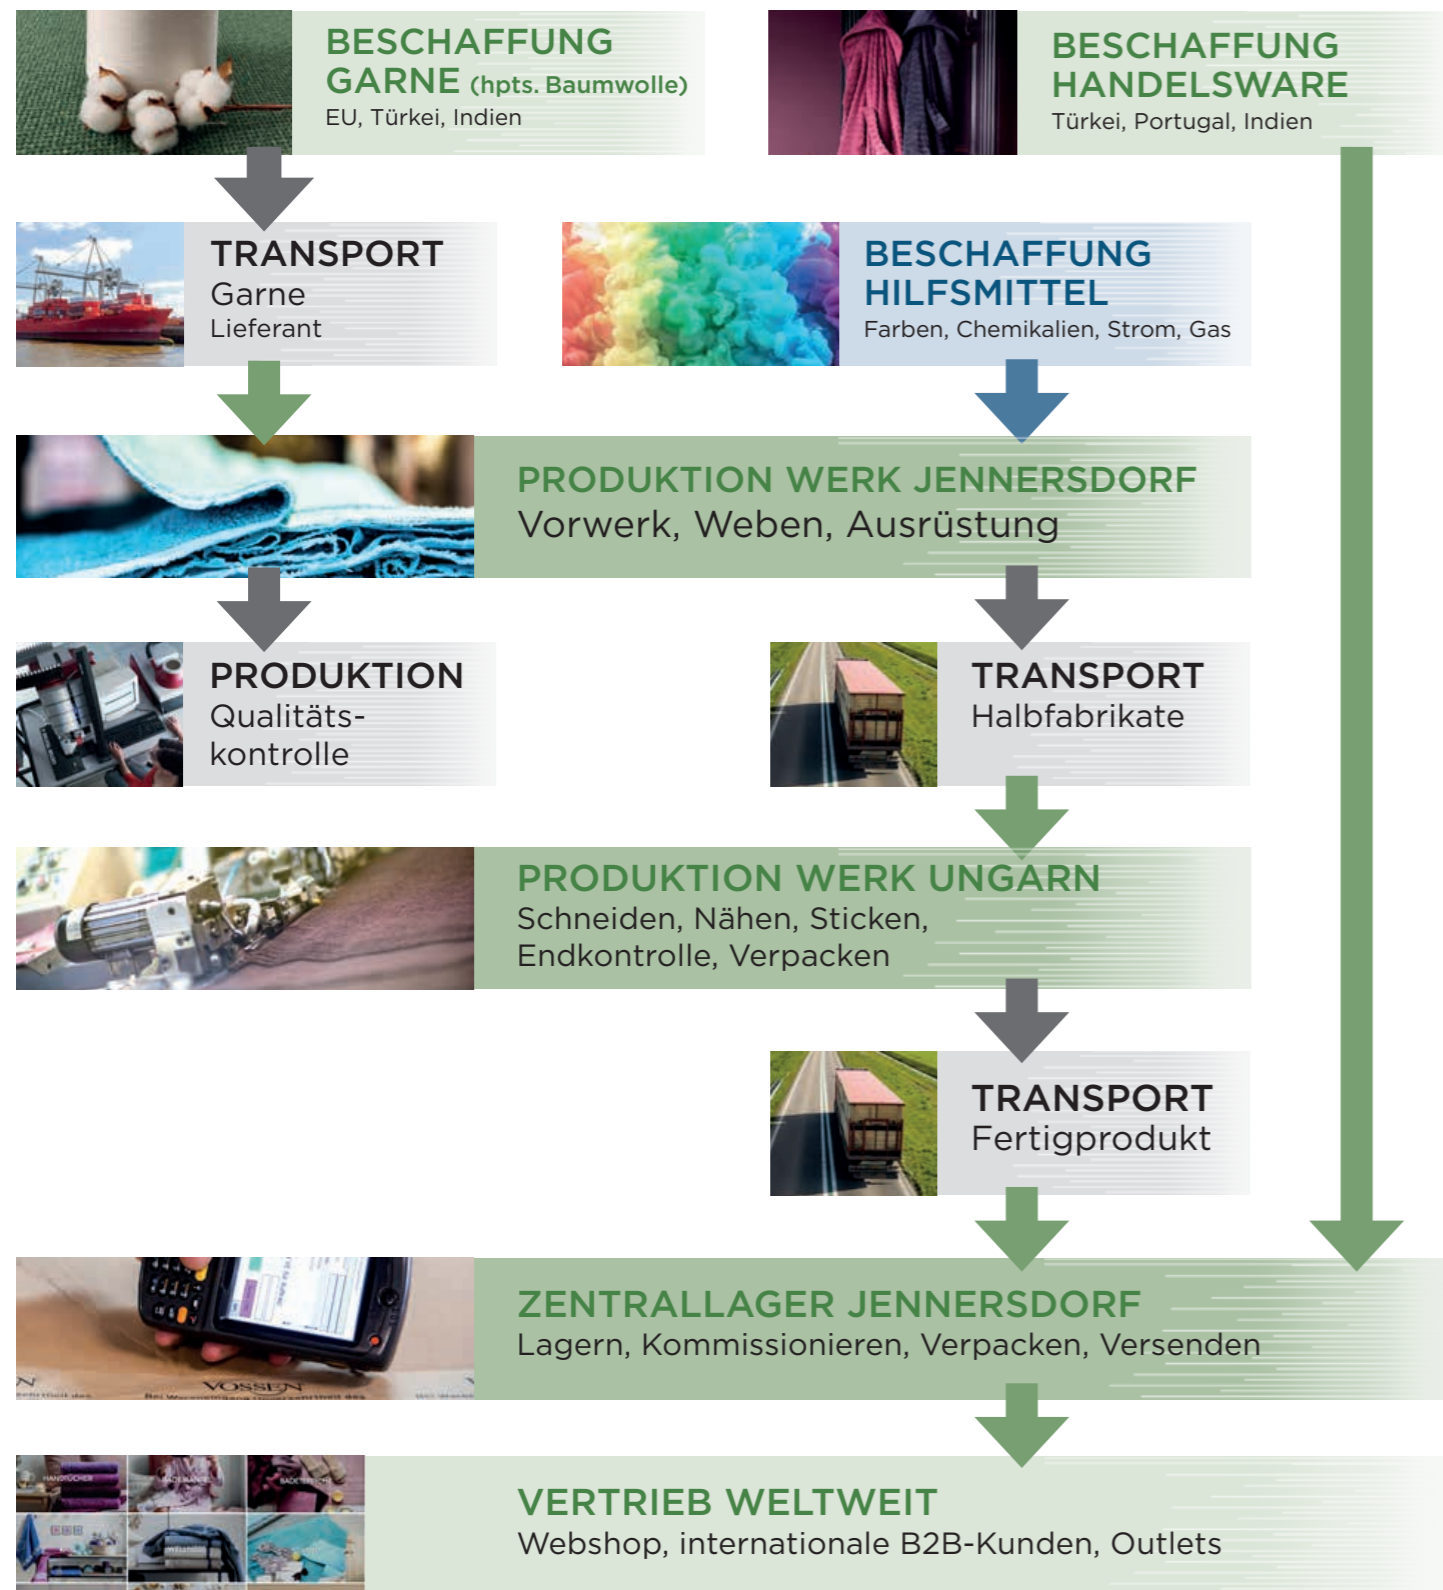 BESCHAFFUNG
GARNE (hpts. Baumwolle)
EU, Türkei, Indien
BESCHAFFUNG
HANDELSWARE
Türkei, Portugal, Indien
TRANSPORT
Garne
Lieferant
BESCHAFFUNG
HILFSMITTEL
Farben, Chemikalien, Strom, Gas
PRODUKTION WERK JENNERSDORF
Vorwerk, Weben, Ausrüstung
PRODUKTION
Qualitäts-
kontrolle
TRANSPORT
Halbfabrikate
PRODUKTION WERK UNGARN
Schneiden, Nähen, Sticken,
Endkontrolle, Verpacken
TRANSPORT
Fertigprodukt
ZENTRALLAGER JENNERSDORF
Lagern, Kommissionieren, Verpacken, Versenden
VOSSEN
VERTRIEB WELTWEIT
Webshop, internationale B2B-Kunden, Outlets
HANDTÜCHER